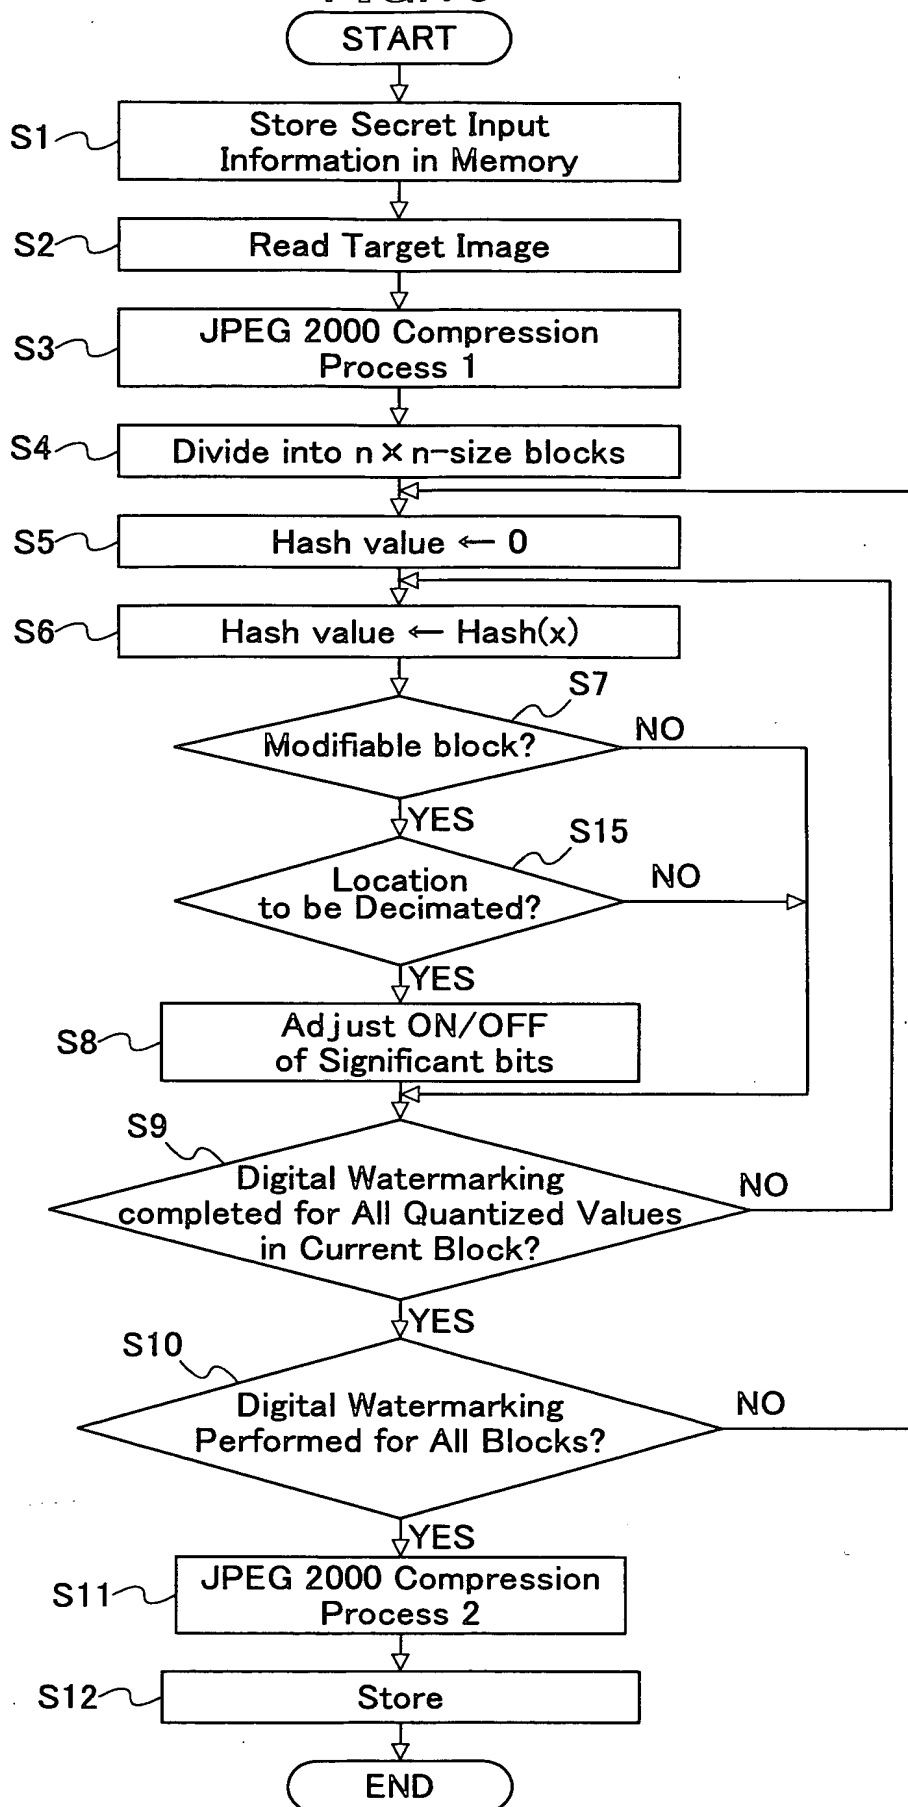 START
S1
Store Secret Input
Information in Memory
S2
Read Target Image
S3
JPEG 2000 Compression
Process 1
S4
Divide into n × n-size blocks
S5
Hash value ← 0
S6
Hash value ← Hash(x)
S7
Modifiable block?
NO
YES
S15
Location
to be Decimated?
NO
YES
S8
Adjust ON/OFF
of Significant bits
S9
Digital Watermarking
completed for All Quantized Values
in Current Block?
NO
YES
S10
Digital Watermarking
Performed for All Blocks?
NO
YES
S11
JPEG 2000 Compression
Process 2
S12
Store
END